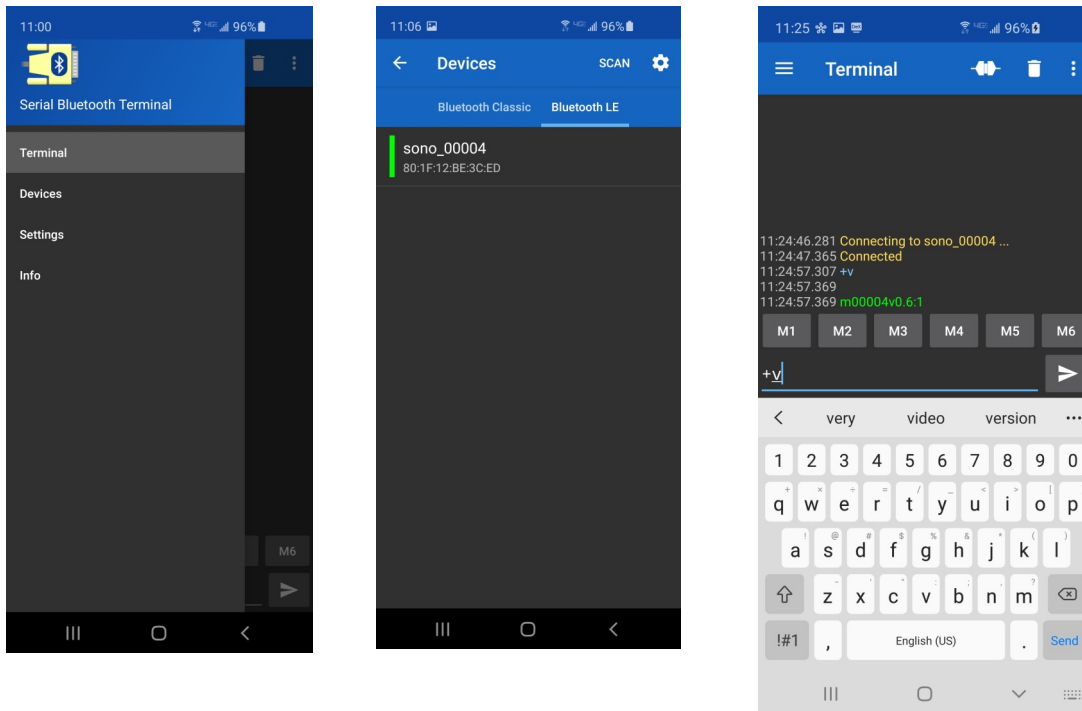 11:00 4GE 96%
Serial Bluetooth Terminal
Terminal
Devices
Settings
Info
M6
11:06 4GE 96%
Devices SCAN
Bluetooth Classic Bluetooth LE
sono_00004
80:1F:12:BE:3C:ED
11:25 96%
Terminal
11:24:46.281 Connecting to sono_00004 ...
11:24:47.365 Connected
11:24:57.307 +v
11:24:57.369
11:24:57.369 m00004v0.6:1
M1 M2 M3 M4 M5 M6
+v
very video version ...
1 2 3 4 5 6 7 8 9 0
+ × ÷ = / _ < > [
q w e r t y u i o p
! @ # $ % & * ( )
a s d f g h j k l
- ' " : ; , ?
z x c v b n m
!#1 , English (US) . Send